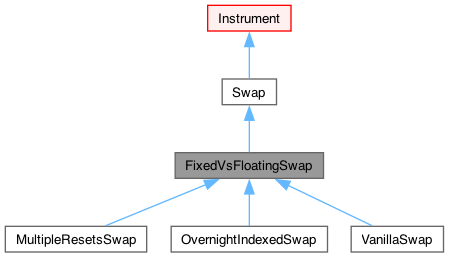 Instrument
Swap
FixedVsFloatingSwap
MultipleResetsSwap
OvernightIndexedSwap
VanillaSwap